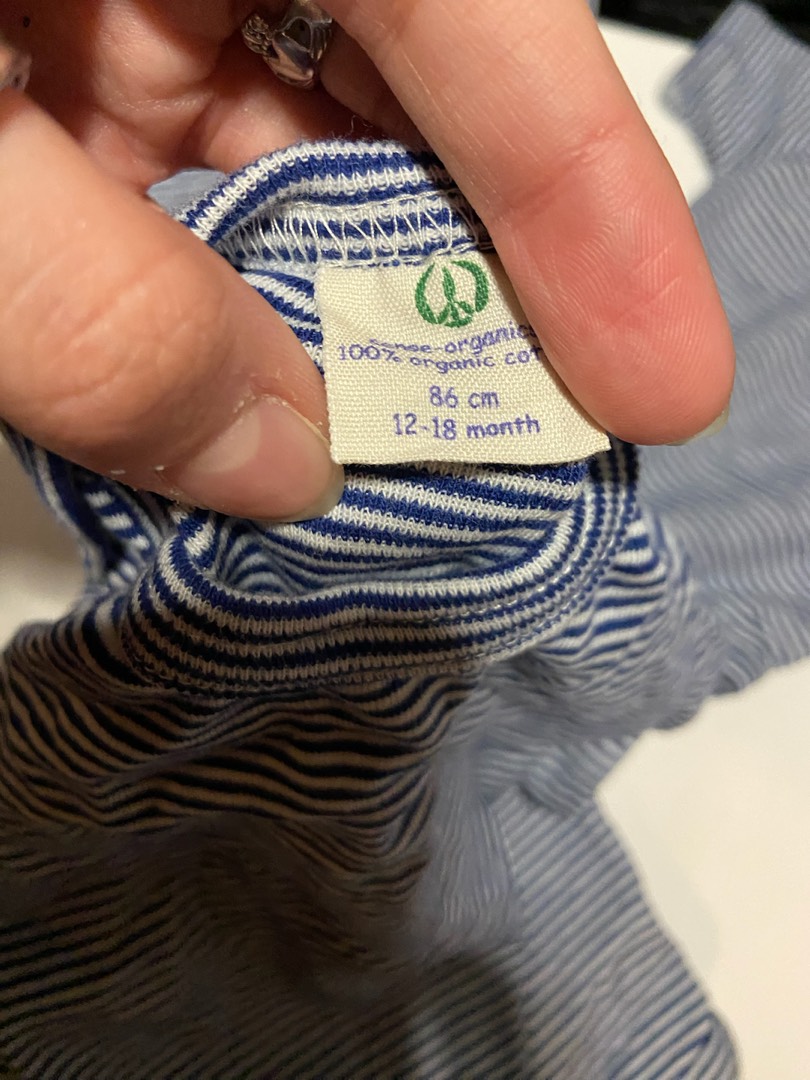 100% organic cot
86 cm
12-18 month